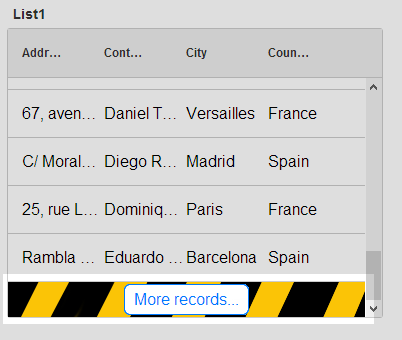 List1
Addr... Cont... City Coun...
67, aven... Daniel T... Versailles France
C/ Moral... Diego R... Madrid Spain
25, rue L... Dominiq... Paris France
Rambla ... Eduardo ... Barcelona Spain
More records...